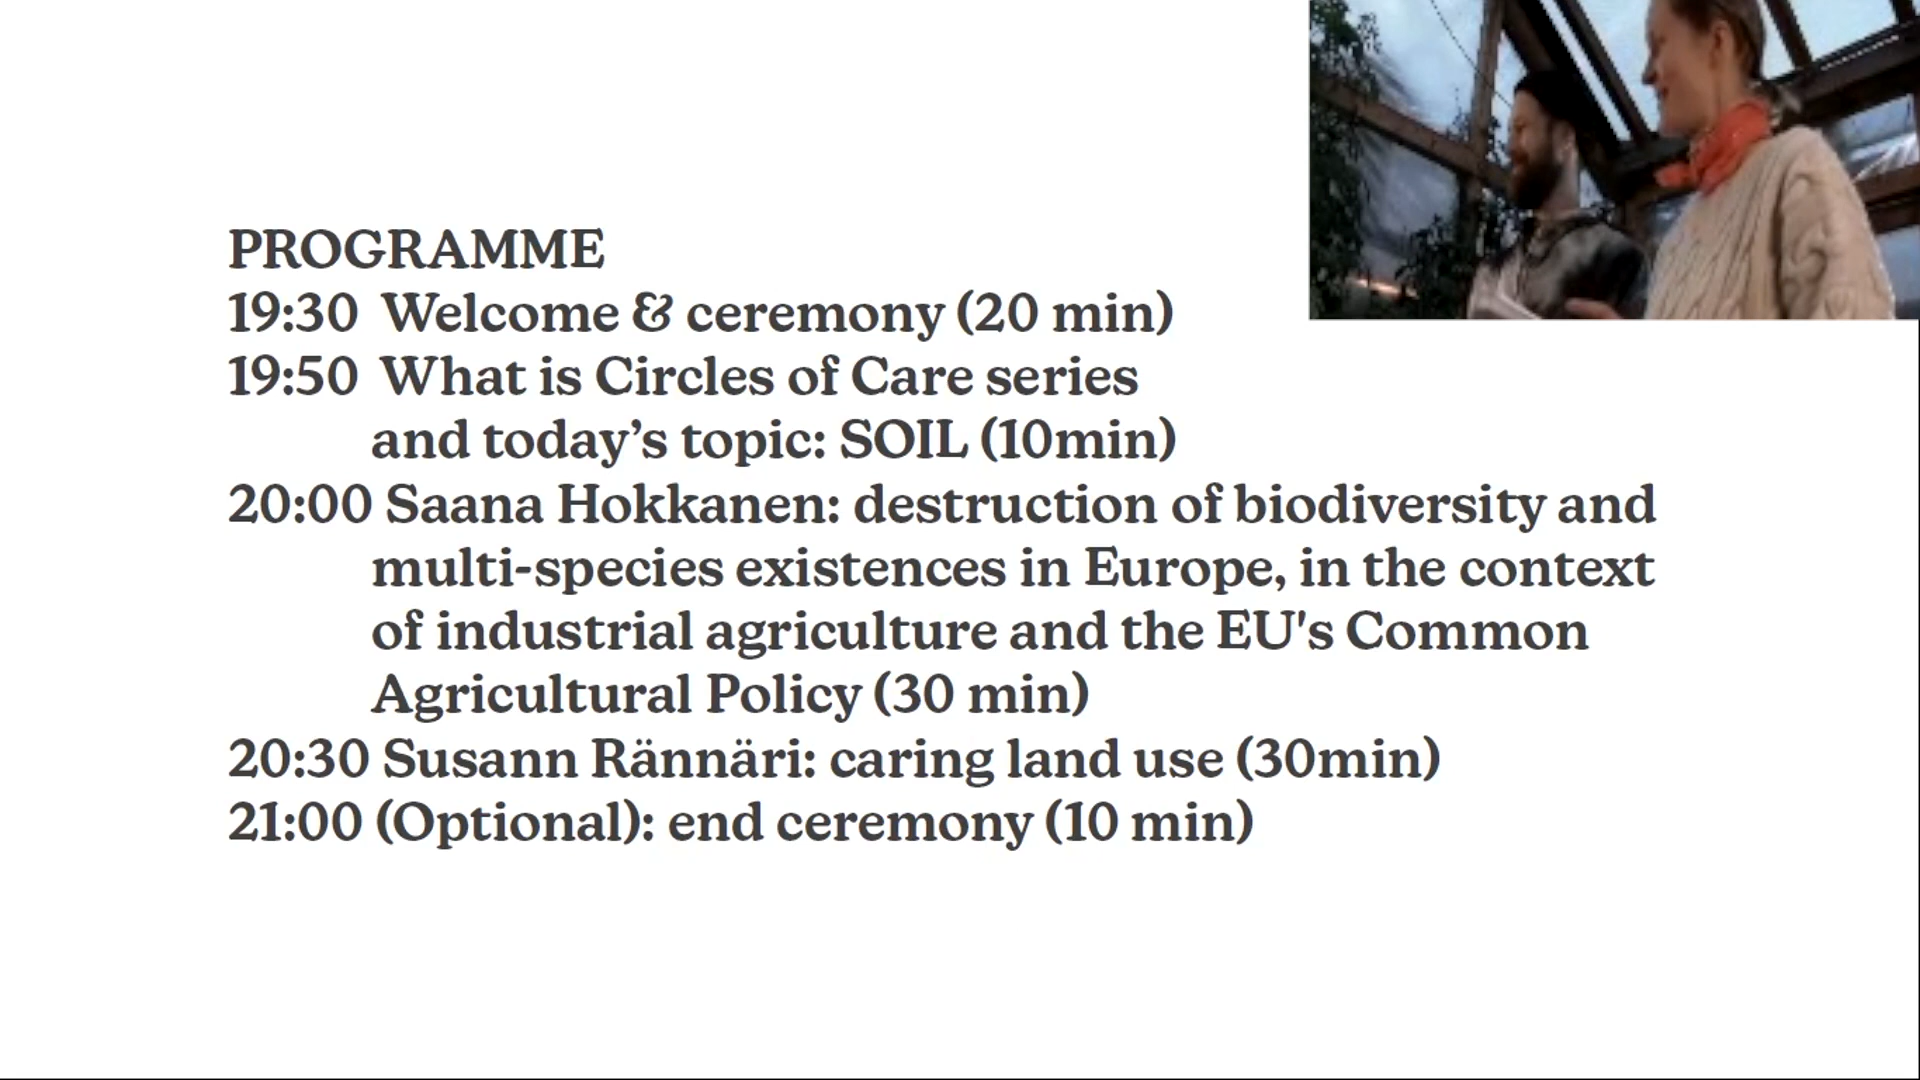 PROGRAMME
19:30 Welcome & ceremony (20 min)
19:50 What is Circles of Care series
and today’s topic: SOIL (10min)
20:00 Saana Hokkanen: destruction of biodiversity and
multi-species existences in Europe, in the context
of industrial agriculture and the EU's Common
Agricultural Policy (30 min)
20:30 Susann Rännäri: caring land use (30min)
21:00 (Optional): end ceremony (10 min)